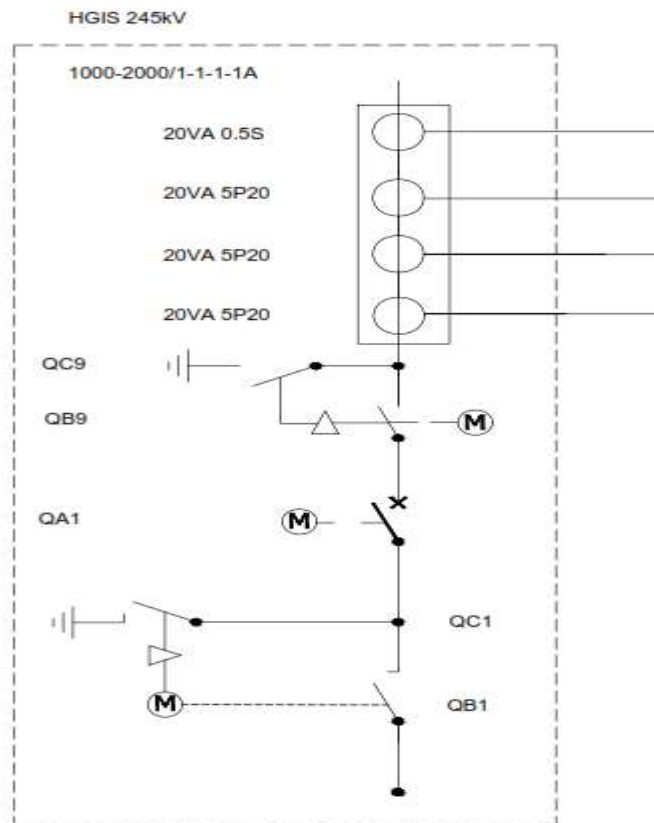 HGIS 245kV
1000-2000/1-1-1-1A
20VA 0.5S
20VA 5P20
20VA 5P20
20VA 5P20
QC9
QB9
M
QA1
M
QC1
M
QB1